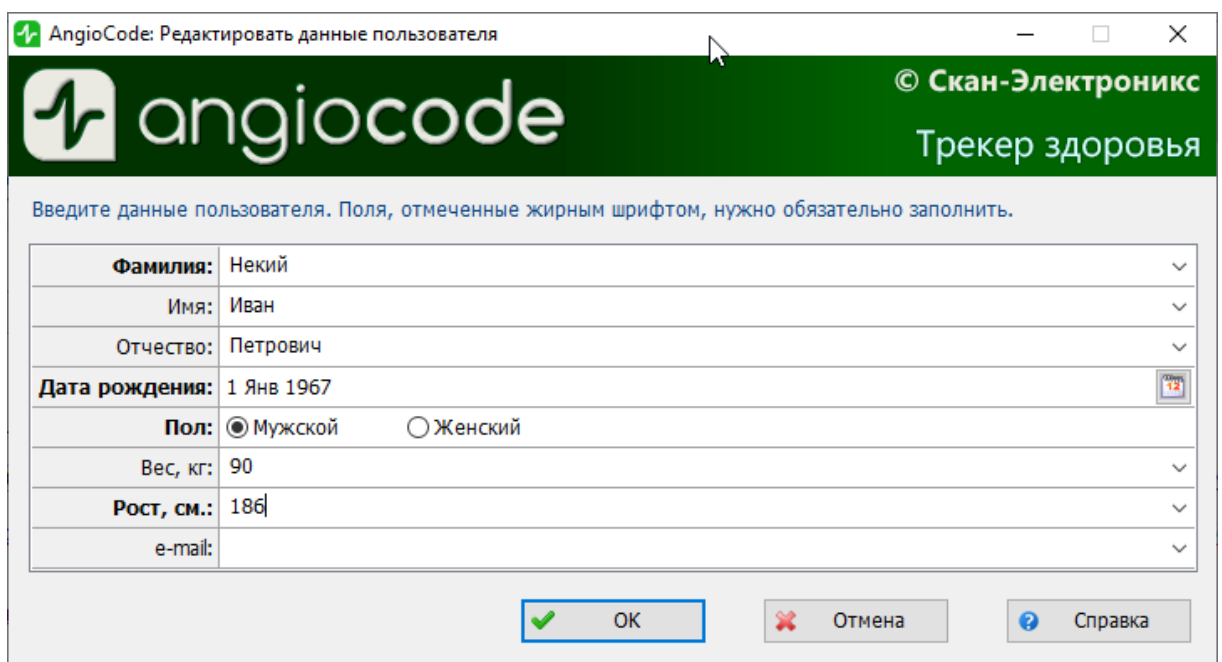 AngioCode: Редактировать данные пользователя
angiocode
© Скан-Электроникс
Трекер здоровья
Введите данные пользователя. Поля, отмеченные жирным шрифтом, нужно обязательно заполнить.
Фамилия: Некий
Имя: Иван
Отчество: Петрович
Дата рождения: 1 Янв 1967
12
Пол: Мужской Женский
Вес, кг: 90
Рост, см.: 186
e-mail:
OK Отмена Справка